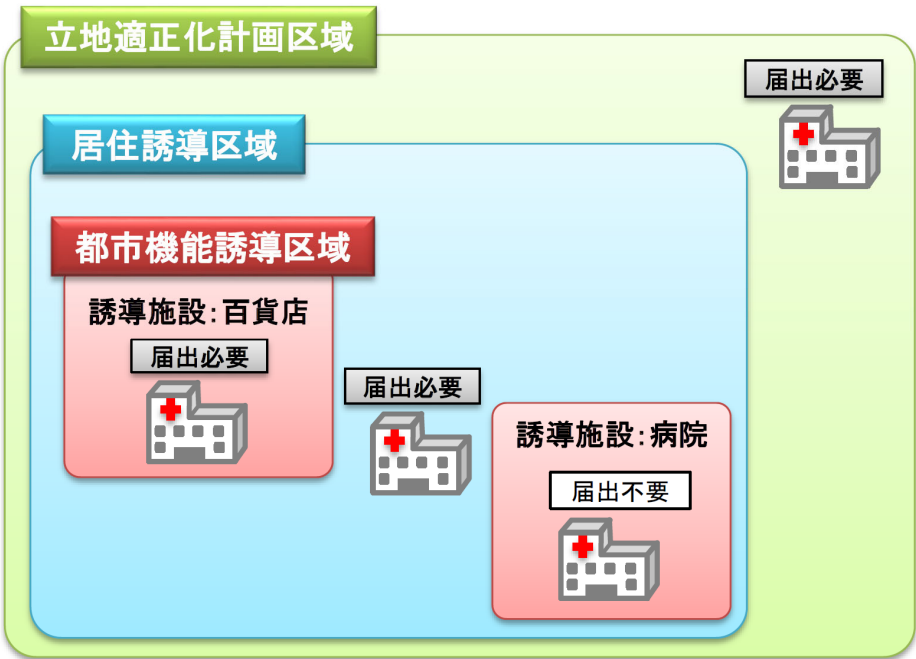 立地適正化計画区域
届出必要
居住誘導区域
都市機能誘導区域
誘導施設:百貨店
届出必要
届出必要
誘導施設:病院
届出不要